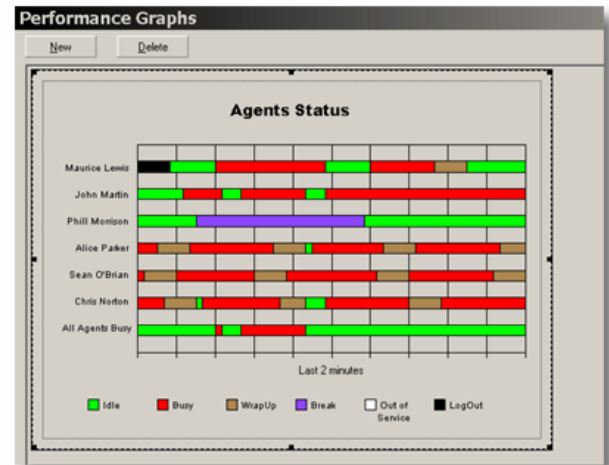 Performance Graphs
New
Delete
Agents Status
Maurice Lewis
John Martin
Phill Morrison
Alice Parker
Sean O'Brian
Chris Norton
All Agents Busy
Last 2 minutes
Idle
Busy
WrapUp
Break
Out of
Service
LogOut